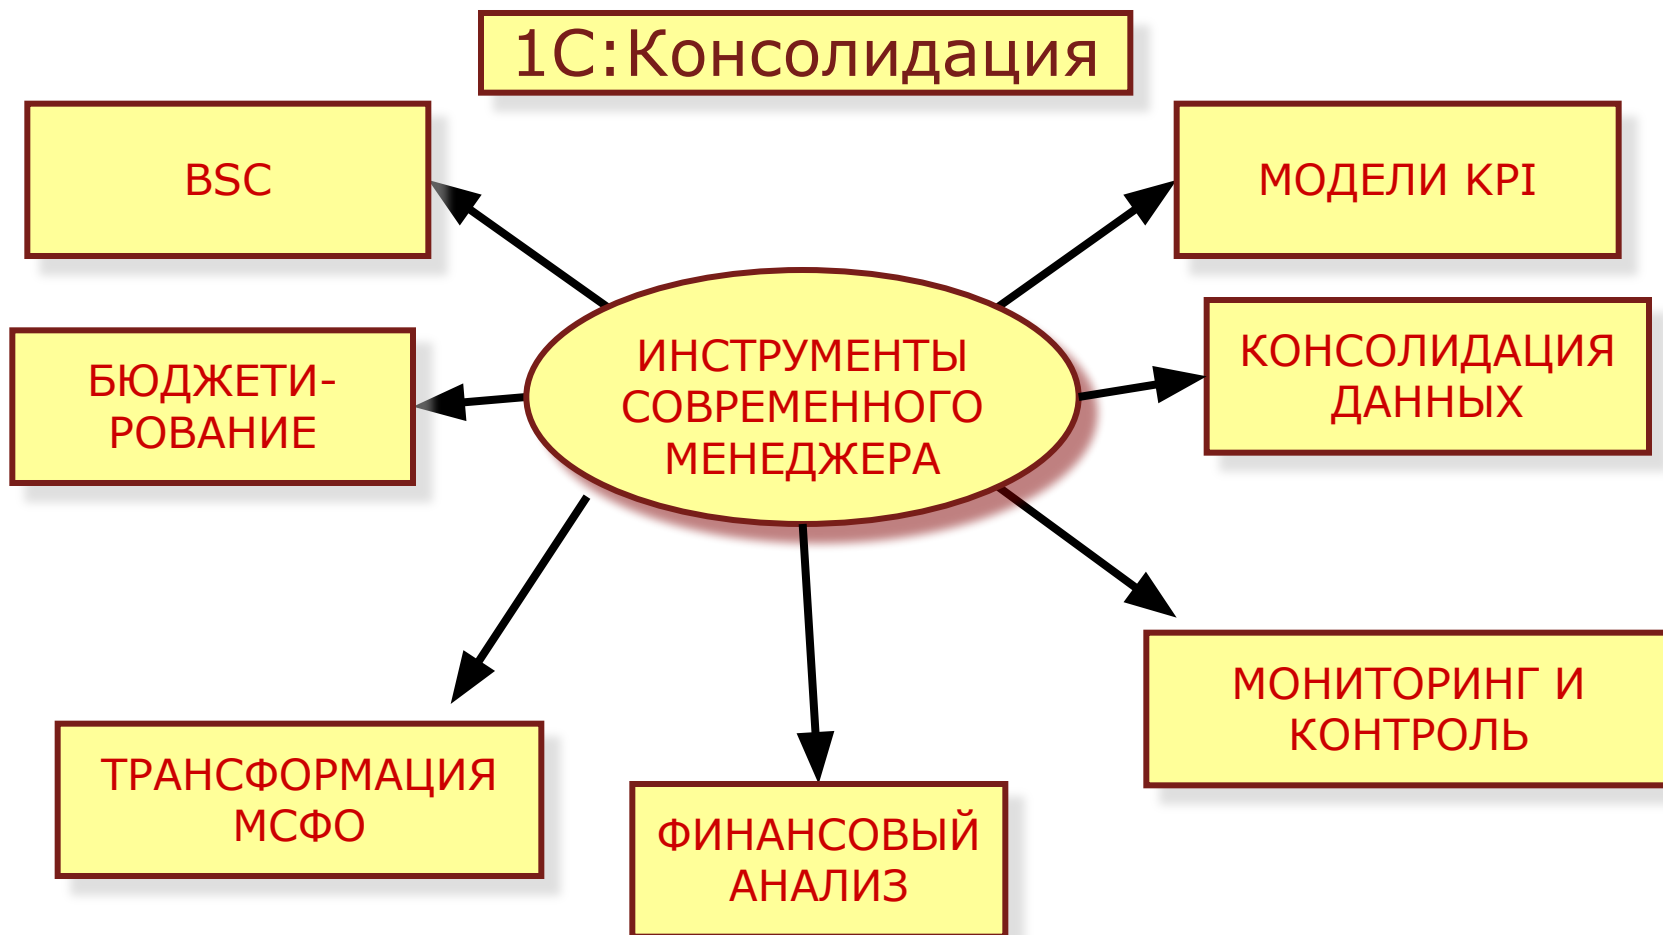 1С:Консолидация
BSC
МОДЕЛИ KPI
ИНСТРУМЕНТЫ
СОВРЕМЕННОГО
МЕНЕДЖЕРА
БЮДЖЕТИ-
РОВАНИЕ
КОНСОЛИДАЦИЯ
ДАННЫХ
ТРАНСФОРМАЦИЯ
МСФО
ФИНАНСОВЫЙ
АНАЛИЗ
МОНИТОРИНГ И
КОНТРОЛЬ